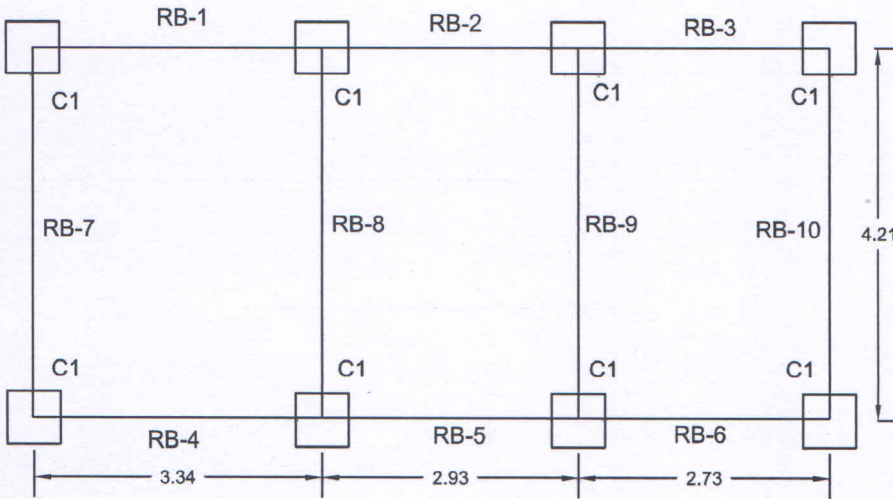 RB-1 RB-2 RB-3
C1 C1 C1 C1
RB-7 RB-8 RB-9 RB-10 4.21
C1 C1 C1 C1
RB-4 RB-5 RB-6
3.34 2.93 2.73